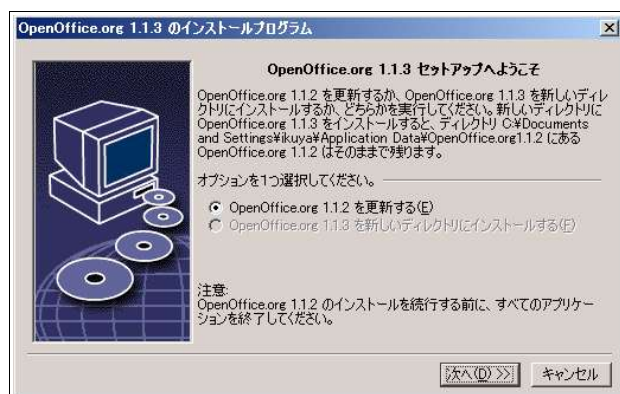 OpenOffice.org 1.1.3 のインストールプログラム
OpenOffice.org 1.1.3 セットアップへようこそ
OpenOffice.org 1.1.2 を更新するか、OpenOffice.org 1.1.3 を新しいディレ
クトリにインストールするか、どちらかを実行してください。新しいディレクトリに
OpenOffice.org 1.1.3 をインストールすると、ディレクトリ C:¥Documents
and Settings¥ikuya¥Application Data¥OpenOffice.org1.1.2 にある
OpenOffice.org 1.1.2 はそのままで残ります。
オプションを1つ選択してください。
OpenOffice.org 1.1.2 を更新する(E)
OpenOffice.org 1.1.3 を新しいディレクトリにインストールする(F)
注意:
OpenOffice.org 1.1.2 のインストールを続行する前に、すべてのアプリケー
ションを終了してください。
次へ(D) >>
キャンセル